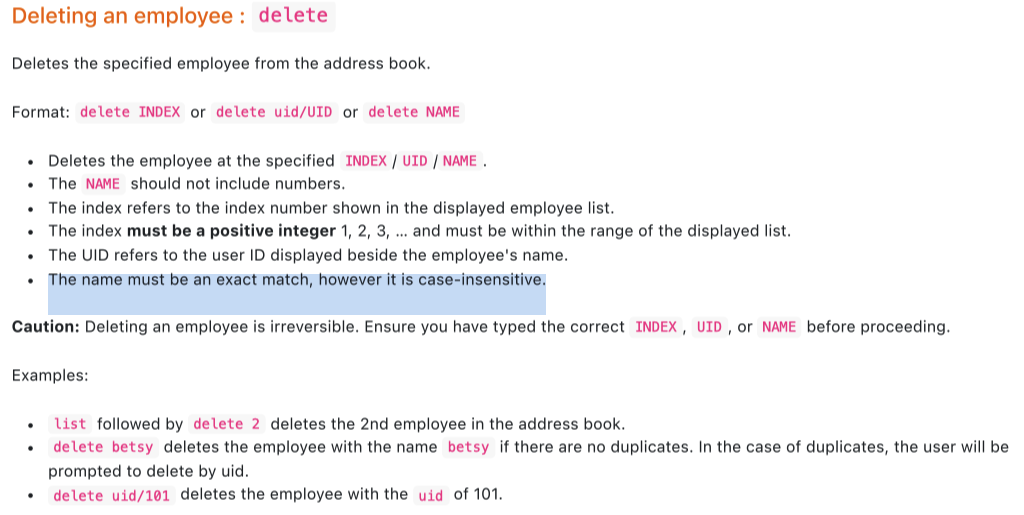 Deleting an employee : delete
Deletes the specified employee from the address book.
Format: delete INDEX or delete uid/UID or delete NAME
• Deletes the employee at the specified INDEX / UID / NAME .
• The NAME should not include numbers.
• The index refers to the index number shown in the displayed employee list.
• The index must be a positive integer 1, 2, 3, … and must be within the range of the displayed list.
• The UID refers to the user ID displayed beside the employee's name.
• The name must be an exact match, however it is case-insensitive.
Caution: Deleting an employee is irreversible. Ensure you have typed the correct INDEX , UID , or NAME before proceeding.
Examples:
• list followed by delete 2 deletes the 2nd employee in the address book.
• delete betsy deletes the employee with the name betsy if there are no duplicates. In the case of duplicates, the user will be
prompted to delete by uid.
• delete uid/101 deletes the employee with the uid of 101.